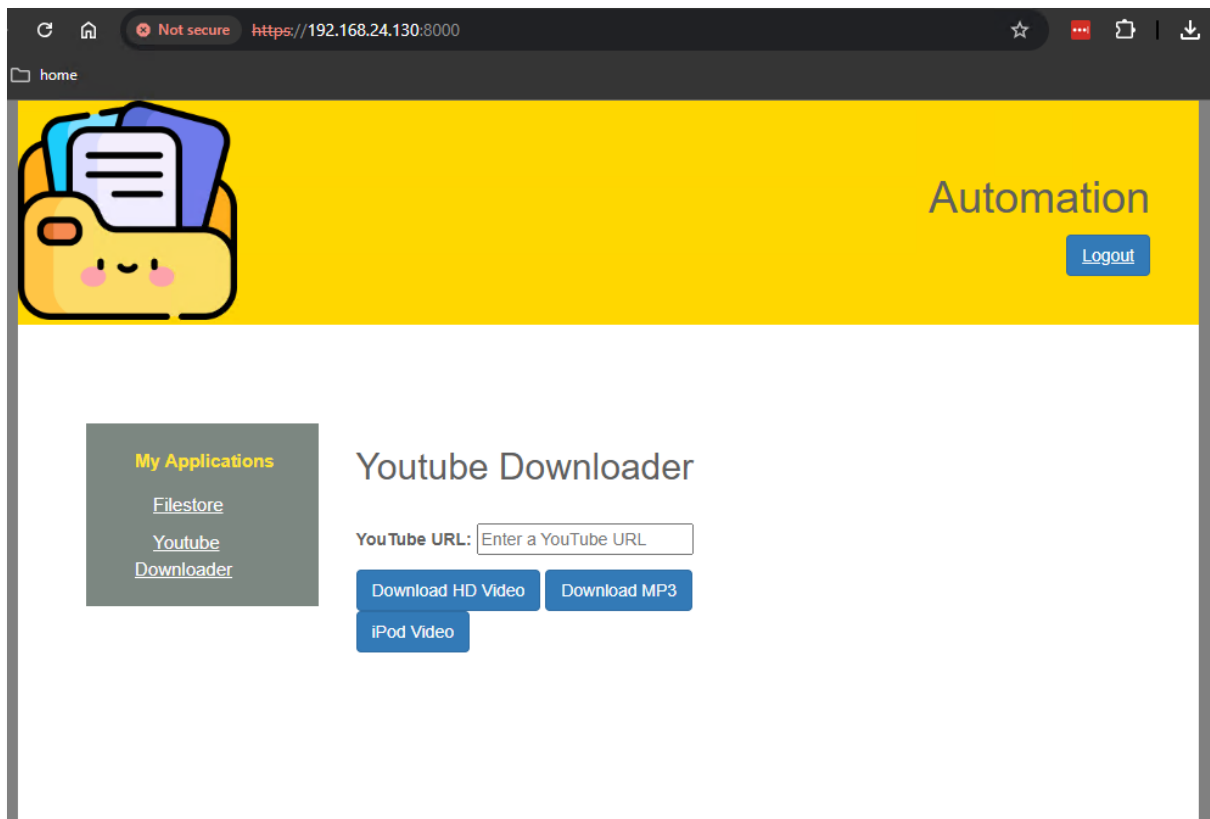 Not secure https://192.168.24.130:8000
home
Automation
Logout
My Applications
Filestore
Youtube
Downloader
Youtube Downloader
YouTube URL: Enter a YouTube URL
Download HD Video Download MP3
iPod Video